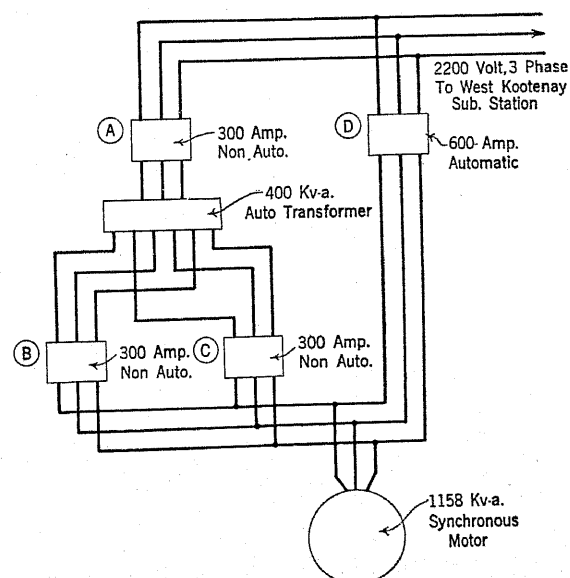 2200 Volt, 3 Phase
To West Kootenay
Sub. Station
A
300 Amp.
Non Auto.
D
600-Amp.
Automatic
400 Kv-a.
Auto Transformer
B
300 Amp.
Non Auto.
C
300 Amp.
Non Auto.
1158 Kv-a.
Synchronous
Motor